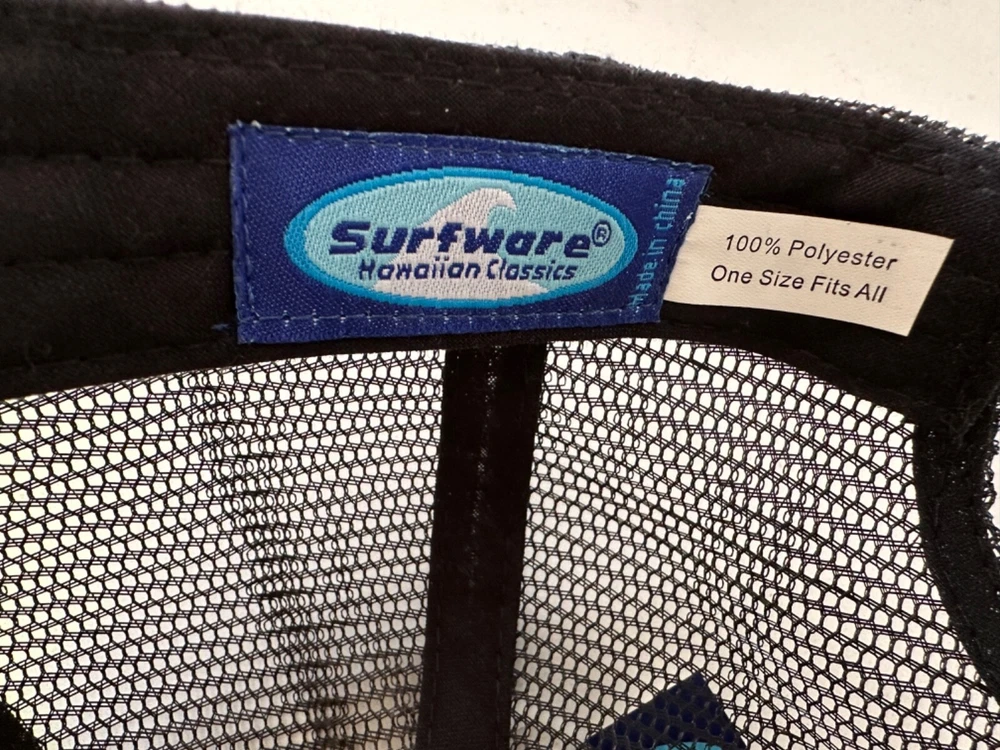 Surfware®
Hawaiian Classics
Made in China
100% Polyester
One Size Fits All